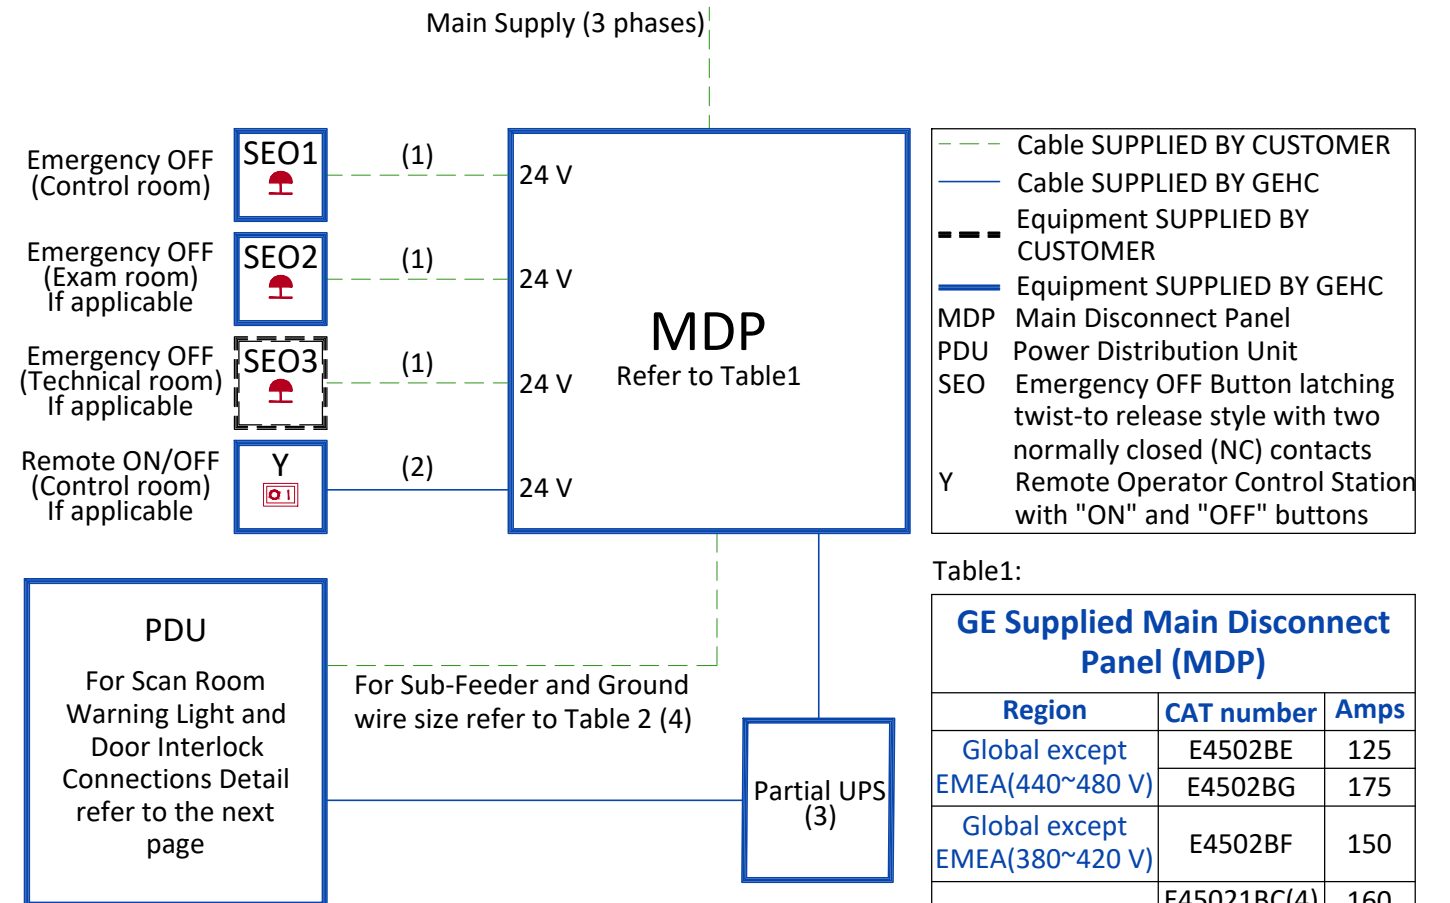 Main Supply (3 phases)
Emergency OFF
(Control room)
SEO1
(1)
24 V
Emergency OFF
(Exam room)
If applicable
SEO2
(1)
24 V
Emergency OFF
(Technical room)
If applicable
SEO3
(1)
24 V
Remote ON/OFF
(Control room)
If applicable
Y
(2)
24 V
MDP
Refer to Table1
Cable SUPPLIED BY CUSTOMER
Cable SUPPLIED BY GEHC
Equipment SUPPLIED BY
CUSTOMER
Equipment SUPPLIED BY GEHC
MDP Main Disconnect Panel
PDU Power Distribution Unit
SEO Emergency OFF Button latching
twist-to release style with two
normally closed (NC) contacts
Y Remote Operator Control Station
with "ON" and "OFF" buttons
PDU
For Scan Room
Warning Light and
Door Interlock
Connections Detail
refer to the next
page
For Sub-Feeder and Ground
wire size refer to Table 2 (4)
Partial UPS
(3)
Table1:
GE Supplied Main Disconnect
Panel (MDP)
Region CAT number Amps
Global except
EMEA(440~480 V)
E4502BE 125
E4502BG 175
Global except
EMEA(380~420 V)
E4502BF 150
E45021BC(4) 160